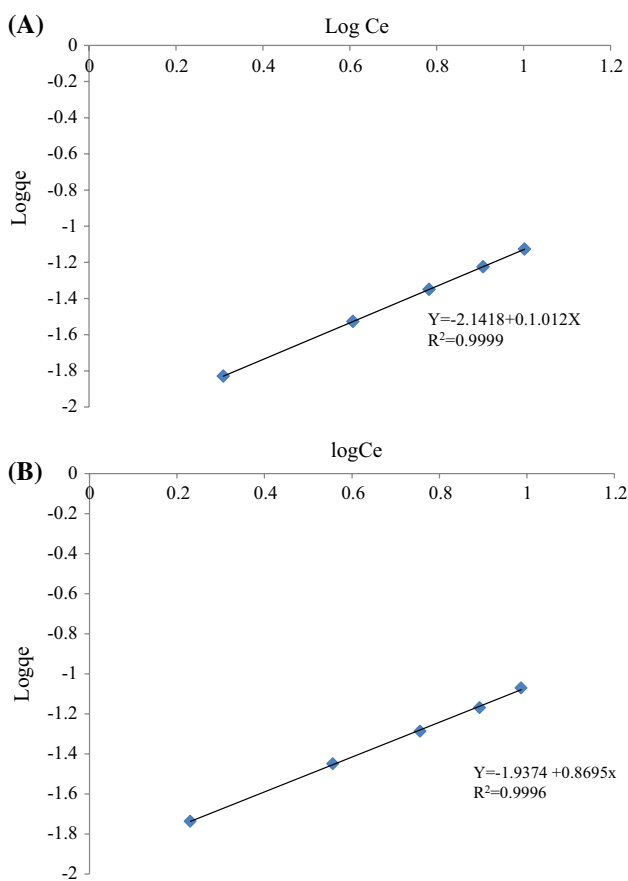 (A)
Log Ce
0
0 0.2 0.4 0.6 0.8 1 1.2
-0.2
-0.4
-0.6
-0.8
-1
-1.2
-1.4
-1.6
-1.8
-2
Logqe
Y=-2.1418+0.1.012X
R²=0.9999
(B)
logCe
0
0 0.2 0.4 0.6 0.8 1 1.2
-0.2
-0.4
-0.6
-0.8
-1
-1.2
-1.4
-1.6
-1.8
-2
Logqe
Y=-1.9374 +0.8695x
R²=0.9996